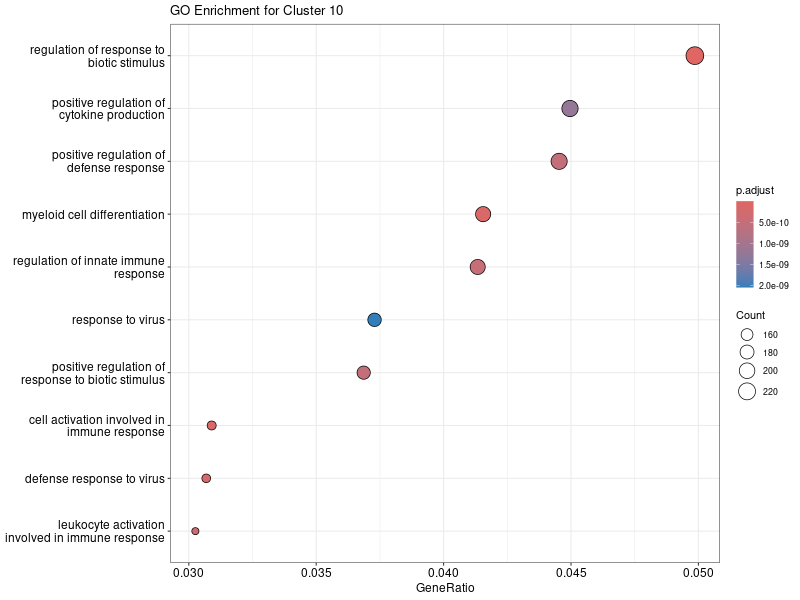 GO Enrichment for Cluster 10
regulation of response to
biotic stimulus
positive regulation of
cytokine production
positive regulation of
defense response
myeloid cell differentiation
regulation of innate immune
response
response to virus
positive regulation of
response to biotic stimulus
cell activation involved in
immune response
defense response to virus
leukocyte activation
involved in immune response
0.030 0.035 0.040 0.045 0.050
GeneRatio
p.adjust
5.0e-10
1.0e-09
1.5e-09
2.0e-09
Count
160
180
200
220